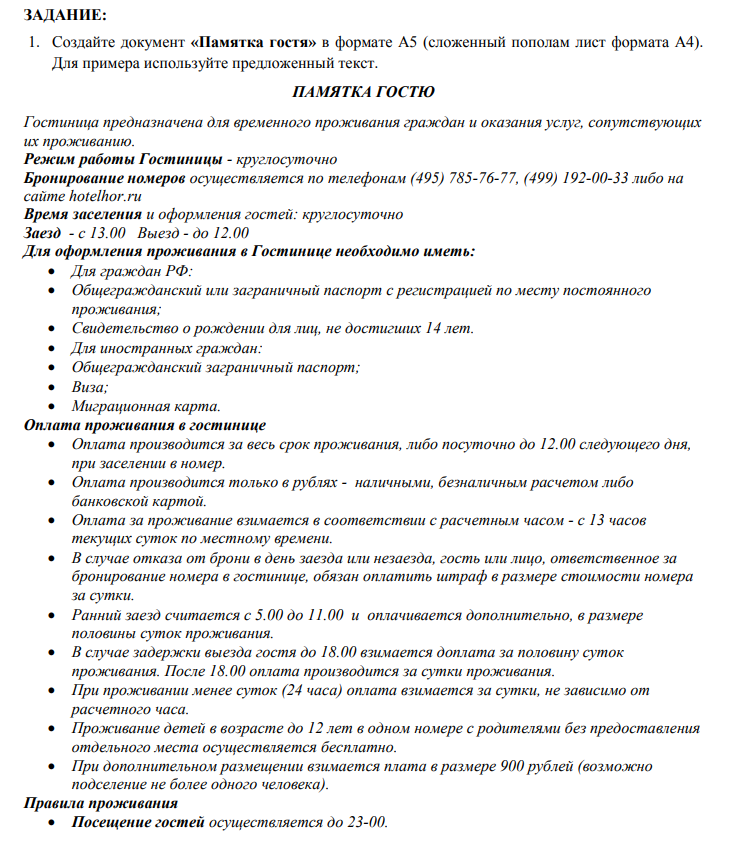 ЗАДАНИЕ:
1. Создайте документ «Памятка гостя» в формате А5 (сложенный пополам лист формата А4).
Для примера используйте предложенный текст.
ПАМЯТКА ГОСТЮ
Гостиница предназначена для временного проживания граждан и оказания услуг, сопутствующих
их проживанию.
Режим работы Гостиницы - круглосуточно
Бронирование номеров осуществляется по телефонам (495) 785-76-77, (499) 192-00-33 либо на
сайте hotelhor.ru
Время заселения и оформления гостей: круглосуточно
Заезд - с 13.00 Выезд - до 12.00
Для оформления проживания в Гостинице необходимо иметь:
• Для граждан РФ:
• Общегражданский или заграничный паспорт с регистрацией по месту постоянного
проживания;
• Свидетельство о рождении для лиц, не достигших 14 лет.
• Для иностранных граждан:
• Общегражданский заграничный паспорт;
• Виза;
• Миграционная карта.
Оплата проживания в гостинице
• Оплата производится за весь срок проживания, либо посуточно до 12.00 следующего дня,
при заселении в номер.
• Оплата производится только в рублях - наличными, безналичным расчетом либо
банковской картой.
• Оплата за проживание взимается в соответствии с расчетным часом - с 13 часов
текущих суток по местному времени.
• В случае отказа от брони в день заезда или незаезда, гость или лицо, ответственное за
бронирование номера в гостинице, обязан оплатить штраф в размере стоимости номера
за сутки.
• Ранний заезд считается с 5.00 до 11.00 и оплачивается дополнительно, в размере
половины суток проживания.
• В случае задержки выезда гостя до 18.00 взимается доплата за половину суток
проживания. После 18.00 оплата производится за сутки проживания.
• При проживании менее суток (24 часа) оплата взимается за сутки, не зависимо от
расчетного часа.
• Проживание детей в возрасте до 12 лет в одном номере с родителями без предоставления
отдельного места осуществляется бесплатно.
• При дополнительном размещении взимается плата в размере 900 рублей (возможно
подселение не более одного человека).
Правила проживания
• Посещение гостей осуществляется до 23-00.